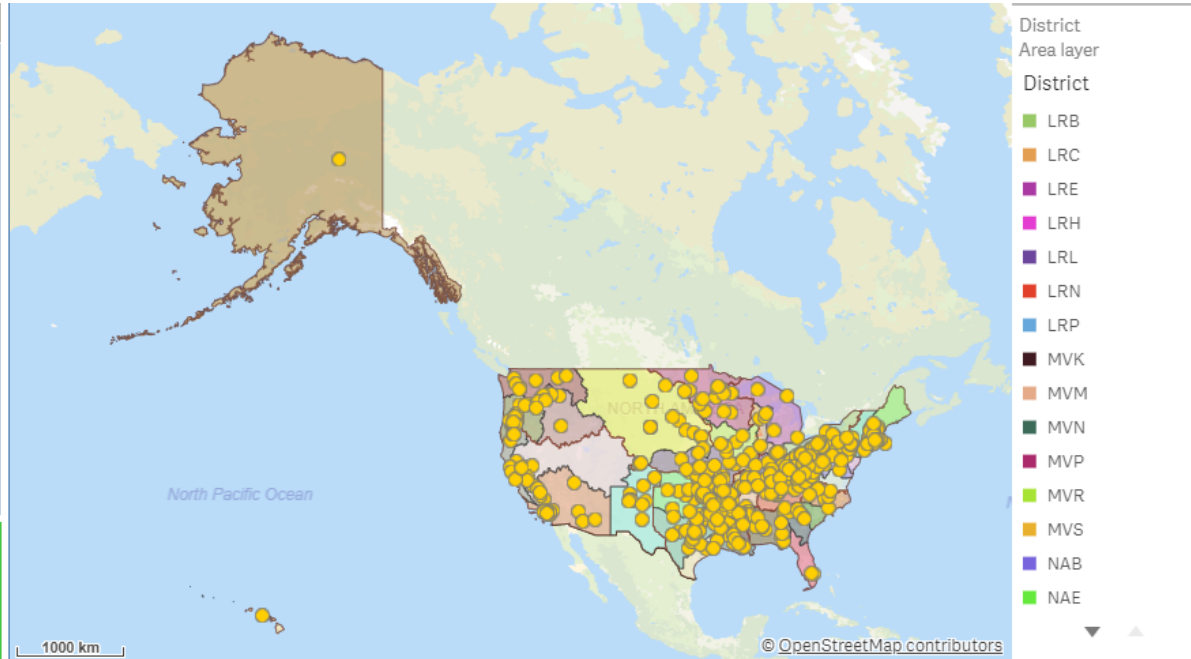 District
Area layer
District
LRB
LRC
LRE
LRH
LRL
LRN
LRP
MVK
MVM
MVN
MVP
MVR
MVS
NAB
NAE
North Pacific Ocean
1000 km
© OpenStreetMap contributors